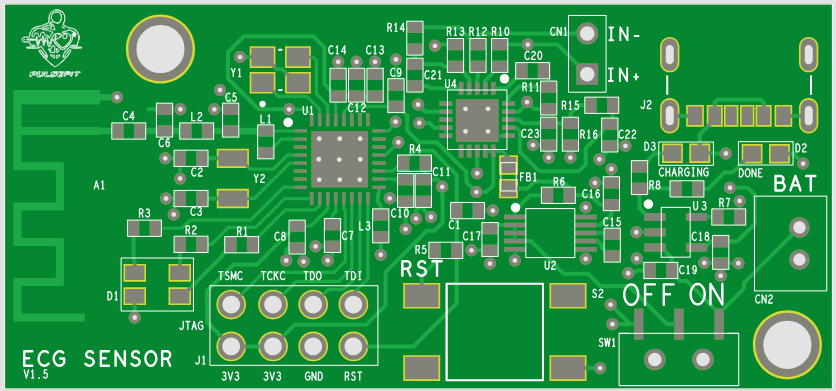 PULSEFIT
R14
R13 R12 R10
CN1
IN-
IN+
C14
C13
C12
C9
C21
U4
C20
R11
R15
J2
Y1
U1
C4
C6
L2
C5
L1
C2
Y2
C3
A1
R4
C11
C10
C23
R16
C22
FB1
R6
C16
D3
CHARGING
D2
DONE
R8
BAT
R3
R2
R1
C8
C7
L3
R5
C1
C17
U2
C15
U3
R7
C18
C19
CN2
D1
TSMC TCKC TDO TDI
JTAG
J1
3V3 3V3 GND RST
RST
S2
OFF ON
SW1
ECG SENSOR
V1.5